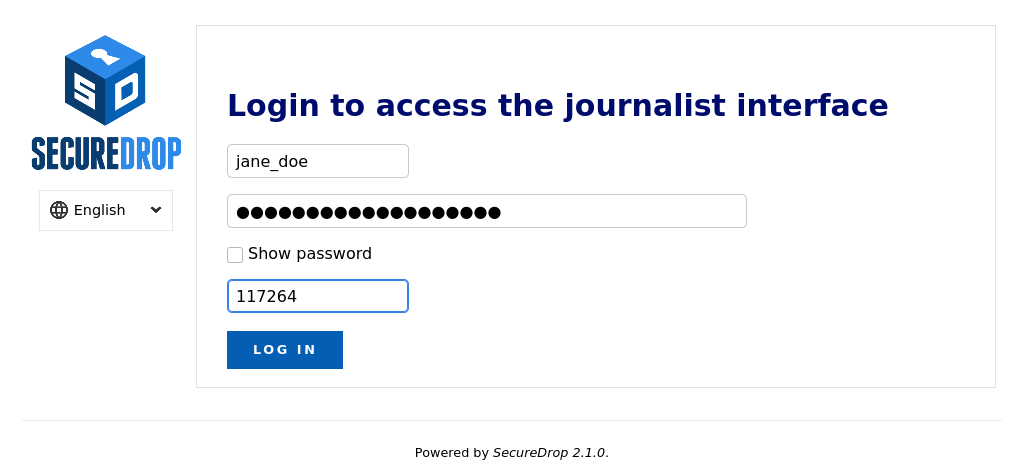 SD
SECUREDROP
English
Login to access the journalist interface
jane_doe
●●●●●●●●●●●●●●●●●●●
Show password
117264
LOG IN
Powered by SecureDrop 2.1.0.